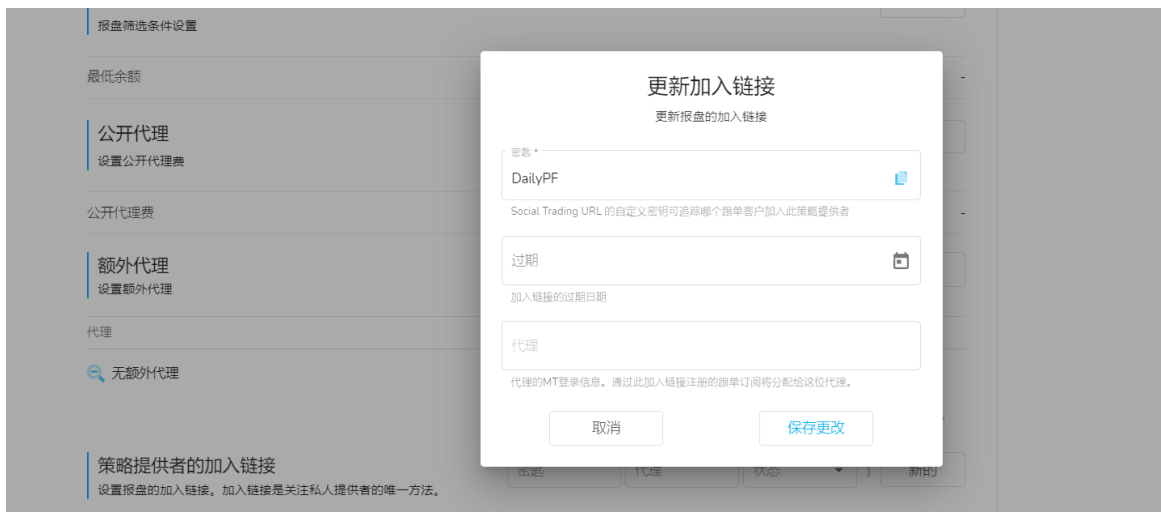 报盘筛选条件设置
最低余额
-
公开代理
设置公开代理费
公开代理费
-
额外代理
设置额外代理
代理
无额外代理
策略提供者的加入链接
设置报盘的加入链接。加入链接是关注私人提供者的唯一方法。
密匙
代理
状态
新的
更新加入链接
更新报盘的加入链接
密匙 *
DailyPF
Social Trading URL 的自定义密钥可追踪哪个跟单客户加入此策略提供者
过期
加入链接的过期日期
代理
代理的MT登录信息。通过此加入链接注册的跟单订阅将分配给这位代理。
取消
保存更改